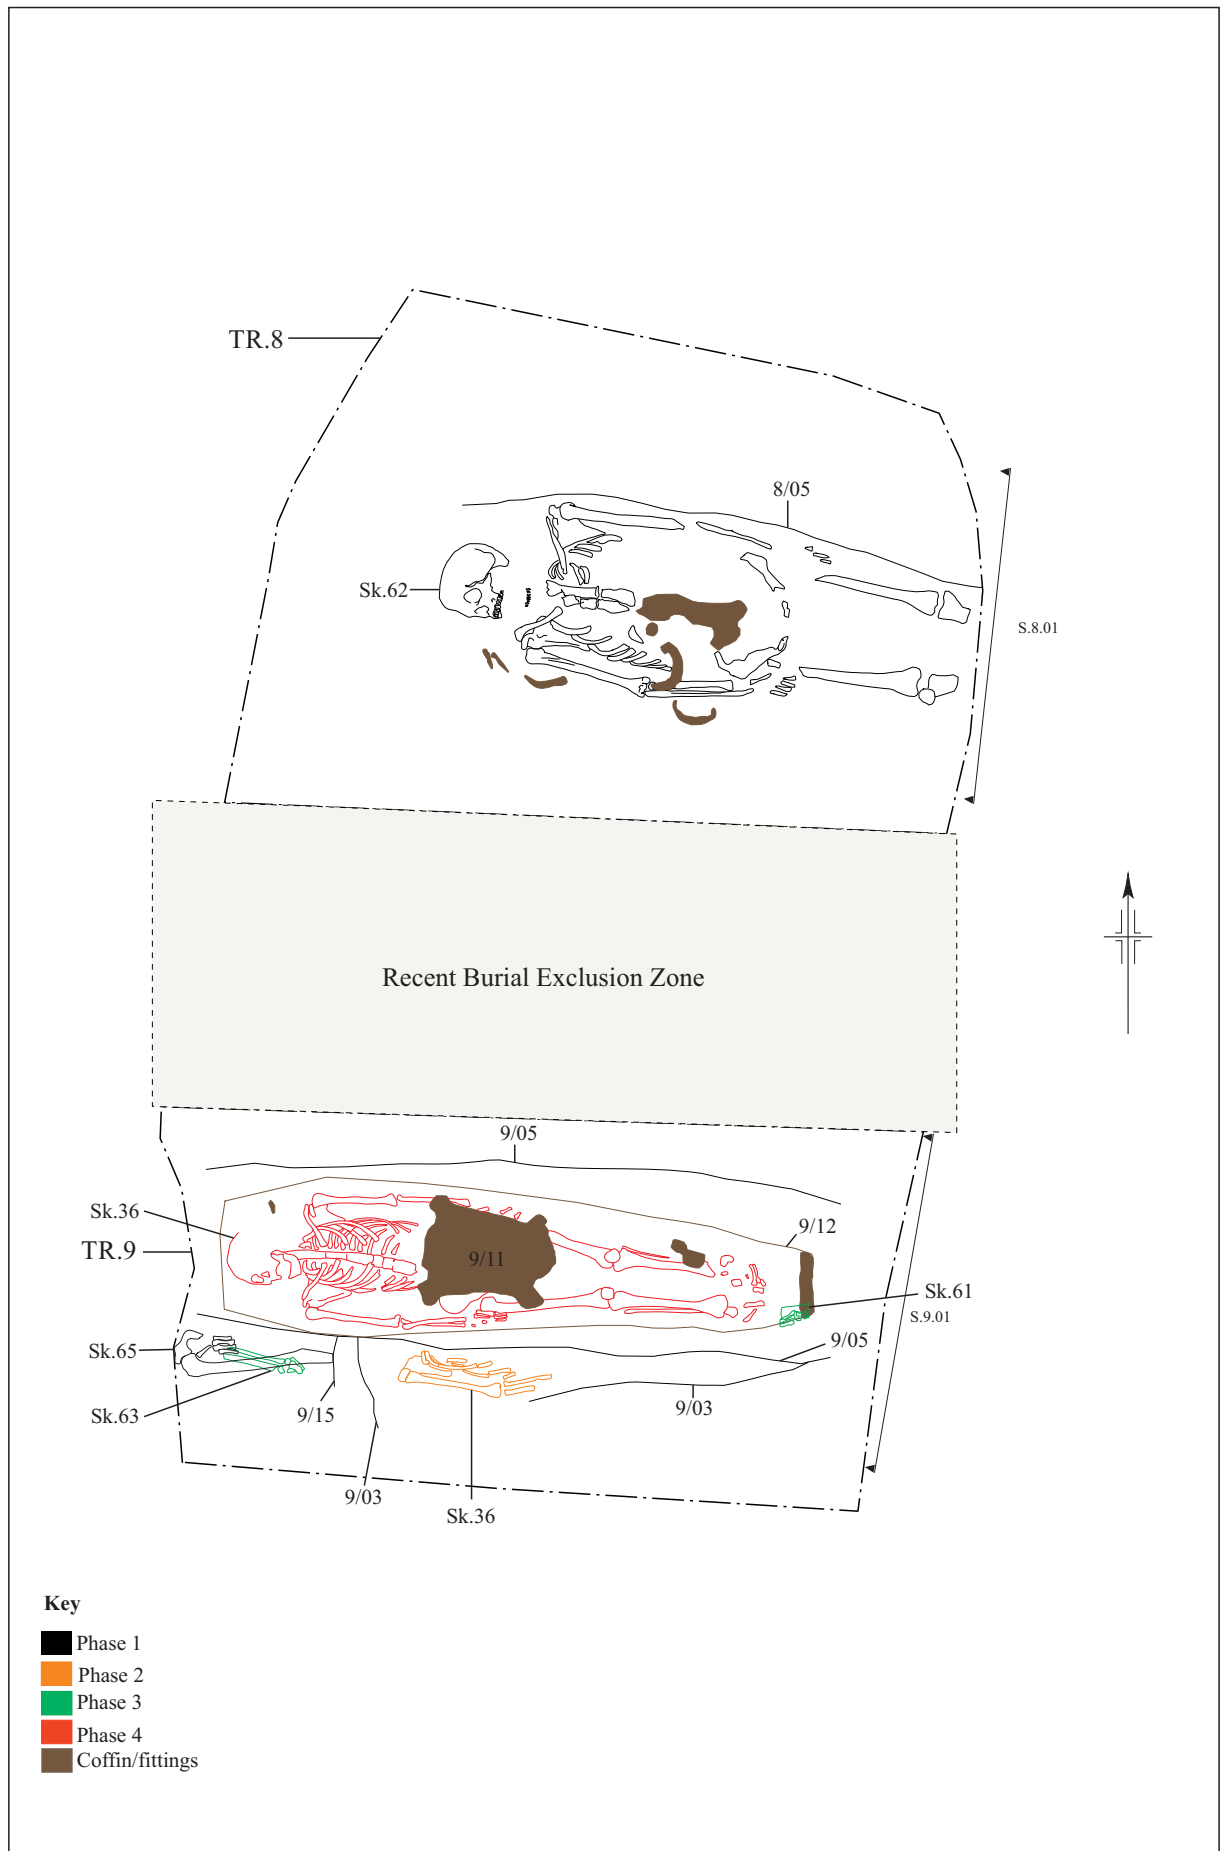 TR.8
8/05
Sk.62
S.8.01
Recent Burial Exclusion Zone
9/05
Sk.36
9/12
TR.9
9/11
Sk.61
S.9.01
9/05
Sk.65
9/03
Sk.63
9/15
9/03
Sk.36
Key
Phase 1
Phase 2
Phase 3
Phase 4
Coffin/fittings